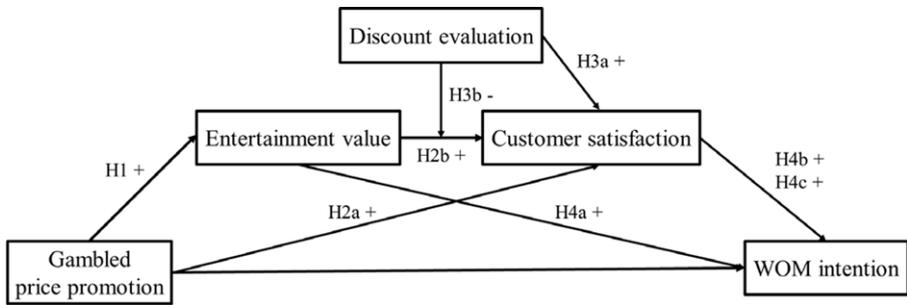 Discount evaluation
H3a +
H3b -
Entertainment value
Customer satisfaction
H2b +
H1 +
H4b +
H4c +
H2a +
H4a +
Gambled
price promotion
WOM intention